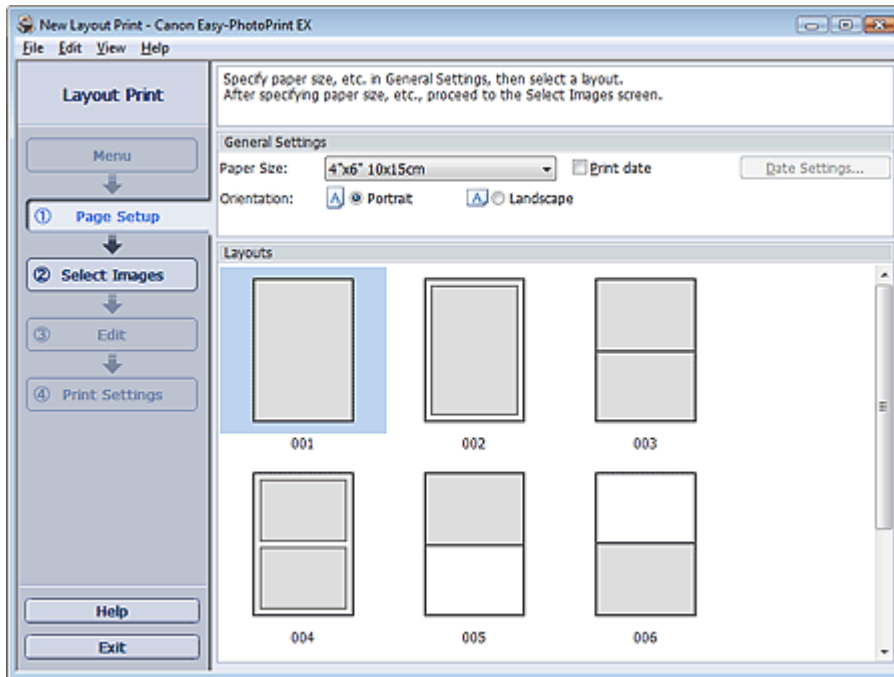 New Layout Print - Canon Easy-PhotoPrint EX
File Edit View Help
Layout Print
Specify paper size, etc. in General Settings, then select a layout.
After specifying paper size, etc., proceed to the Select Images screen.
Menu
① Page Setup
② Select Images
③ Edit
④ Print Settings
Help
Exit
General Settings
Paper Size: 4"x6" 10x15cm Print date Date Settings...
Orientation: A Portrait A Landscape
Layouts
001 002 003
004 005 006